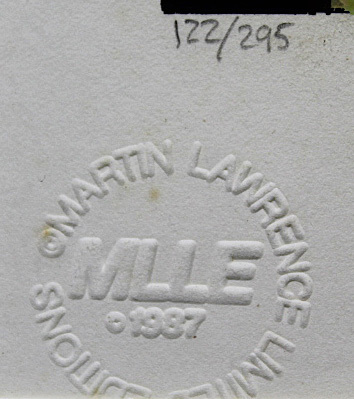 122/295
© MARTIN LAWRENCE LIMITED EDITIONS
MLLE
© 1987